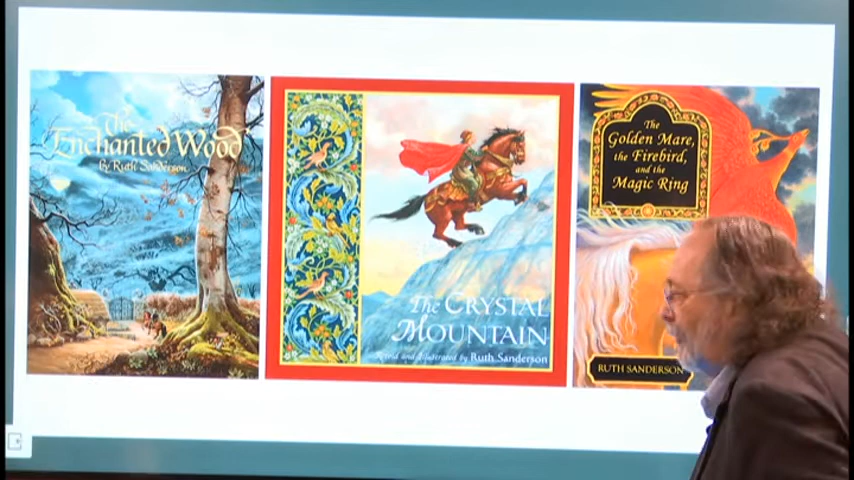 The
Enchanted Wood
by Ruth Sanderson
The CRYSTAL
MOUNTAIN
Retold and Illustrated by Ruth Sanderson
The
Golden Mare,
the Firebird,
and the
Magic Ring
RUTH SANDERSON